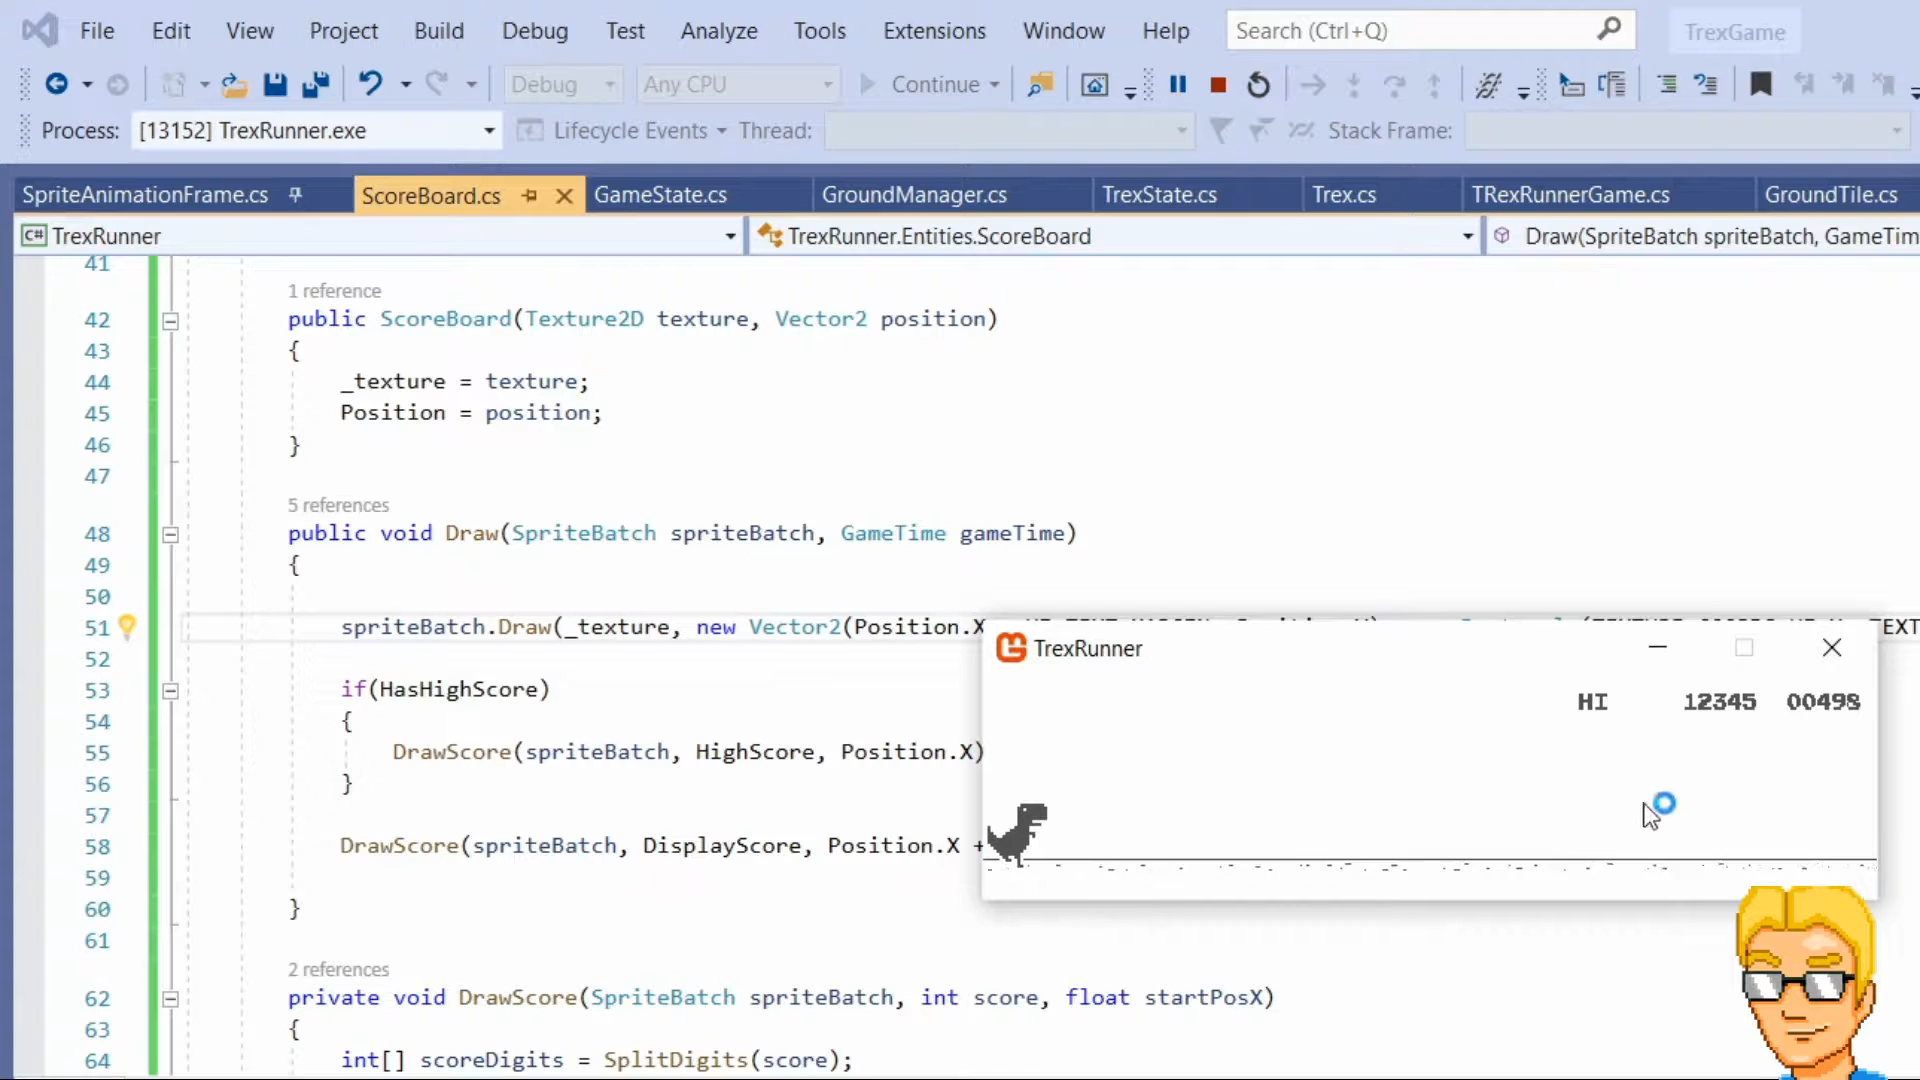 File Edit View Project Build Debug Test Analyze Tools Extensions Window Help Search (Ctrl+Q) TrexGame
Debug Any CPU Continue
Process: [13152] TrexRunner.exe Lifecycle Events Thread: Stack Frame:
SpriteAnimationFrame.cs ScoreBoard.cs GameState.cs GroundManager.cs TrexState.cs Trex.cs TRexRunnerGame.cs GroundTile.cs
C# TrexRunner TrexRunner.Entities.ScoreBoard Draw(SpriteBatch spriteBatch, GameTim
41
1 reference
42 public ScoreBoard(Texture2D texture, Vector2 position)
43 {
44 _texture = texture;
45 Position = position;
46 }
47
5 references
48 public void Draw(SpriteBatch spriteBatch, GameTime gameTime)
49 {
50
51 spriteBatch.Draw(_texture, new Vector2(Position.X TEXT
TrexRunner
52
53 if(HasHighScore)
HI 12345 00498
54 {
55 DrawScore(spriteBatch, HighScore, Position.X)
56 }
57
58 DrawScore(spriteBatch, DisplayScore, Position.X +
59
60 }
61
2 references
62 private void DrawScore(SpriteBatch spriteBatch, int score, float startPosX)
63 {
64 int[] scoreDigits = SplitDigits(score);